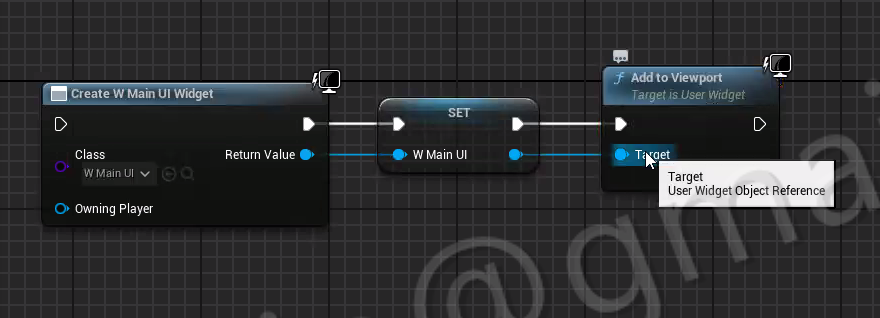 Create W Main UI Widget
Class
W Main UI
Return Value
Owning Player
SET
W Main UI
Add to Viewport
Target is User Widget
Target
Target
User Widget Object Reference
@gma